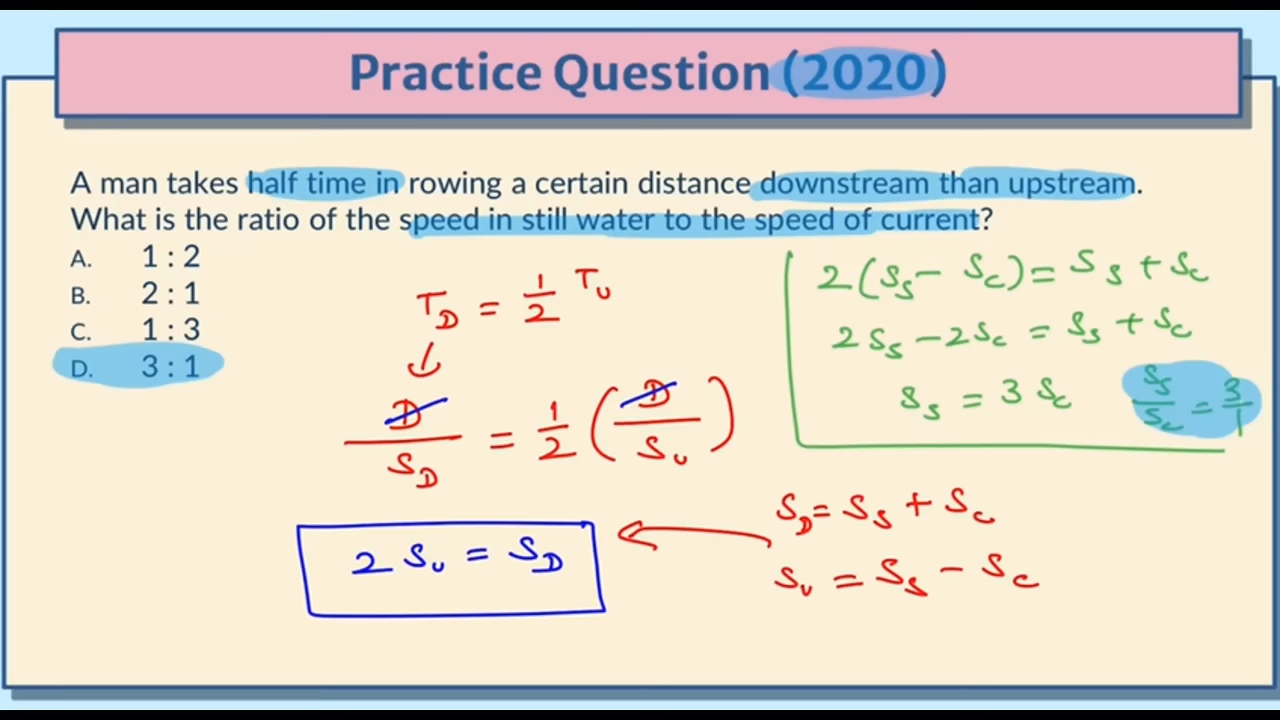 Practice Question (2020)
A man takes half time in rowing a certain distance downstream than upstream.
What is the ratio of the speed in still water to the speed of current?
A. 1 : 2
B. 2 : 1
C. 1 : 3
D. 3 : 1
T_D = 1/2 T_U
D/S_D = 1/2 (D/S_U)
2 S_U = S_D
S_D = S_S + S_C
S_U = S_S - S_C
2(S_S - S_C) = S_S + S_C
2S_S - 2S_C = S_S + S_C
S_S = 3 S_C
S_S/S_C = 3/1